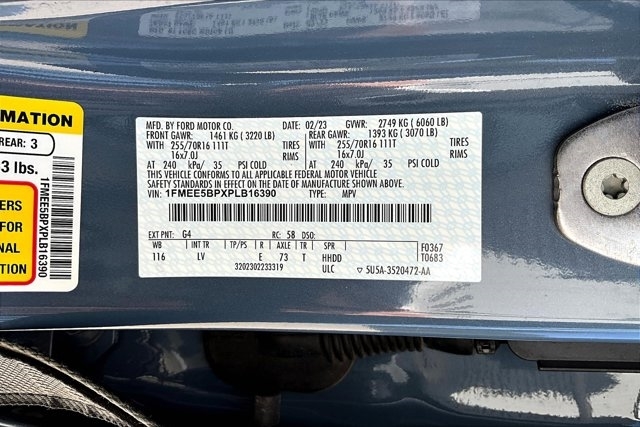 MFD. BY FORD MOTOR CO. 02/23 GVWR: 2749 KG ( 6060 LB)
FRONT GAWR: 1461 KG ( 3220 LB) REAR GAWR: 1393 KG ( 3070 LB)
WITH 255/70R16 111T TIRES WITH 255/70R16 111T TIRES
16x7.0J RIMS 16x7.0J RIMS
AT 240 kPa/ 35 PSI COLD AT 240 kPa/ 35 PSI COLD
THIS VEHICLE CONFORMS TO ALL APPLICABLE FEDERAL MOTOR VEHICLE
SAFETY STANDARDS IN EFFECT ON THE DATE OF MANUFACTURE SHOWN ABOVE.
VIN: 1FMEE5BPXPLB16390 TYPE: MPV
EXT PNT: G4 RC: 58 DSO:
WB INT TR TP/PS R AXLE TR SPR F0367
116 LV E 73 T HHDD T0683
3202302233319 ULC 5U5A-3520472-AA
MATION
REAR: 3
3 lbs.
ERS
FOR
NAL
ON
1FMEE5BPXPLB16390